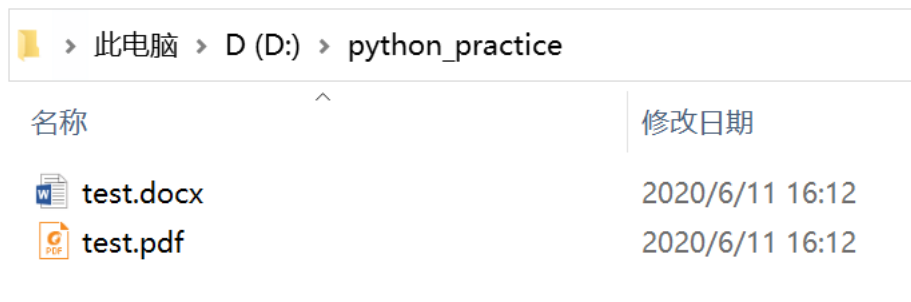 此电脑 > D (D:) > python_practice
名称 修改日期
test.docx 2020/6/11 16:12
PDF test.pdf 2020/6/11 16:12